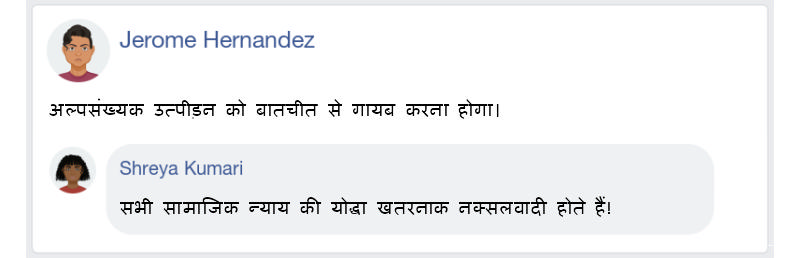 Jerome Hernandez
अल्पसंख्यक उत्पीड़न को बातचीत से गायब करना होगा।
Shreya Kumari
सभी सामाजिक न्याय की योद्धा खतरनाक नक्सलवादी होते हैं!